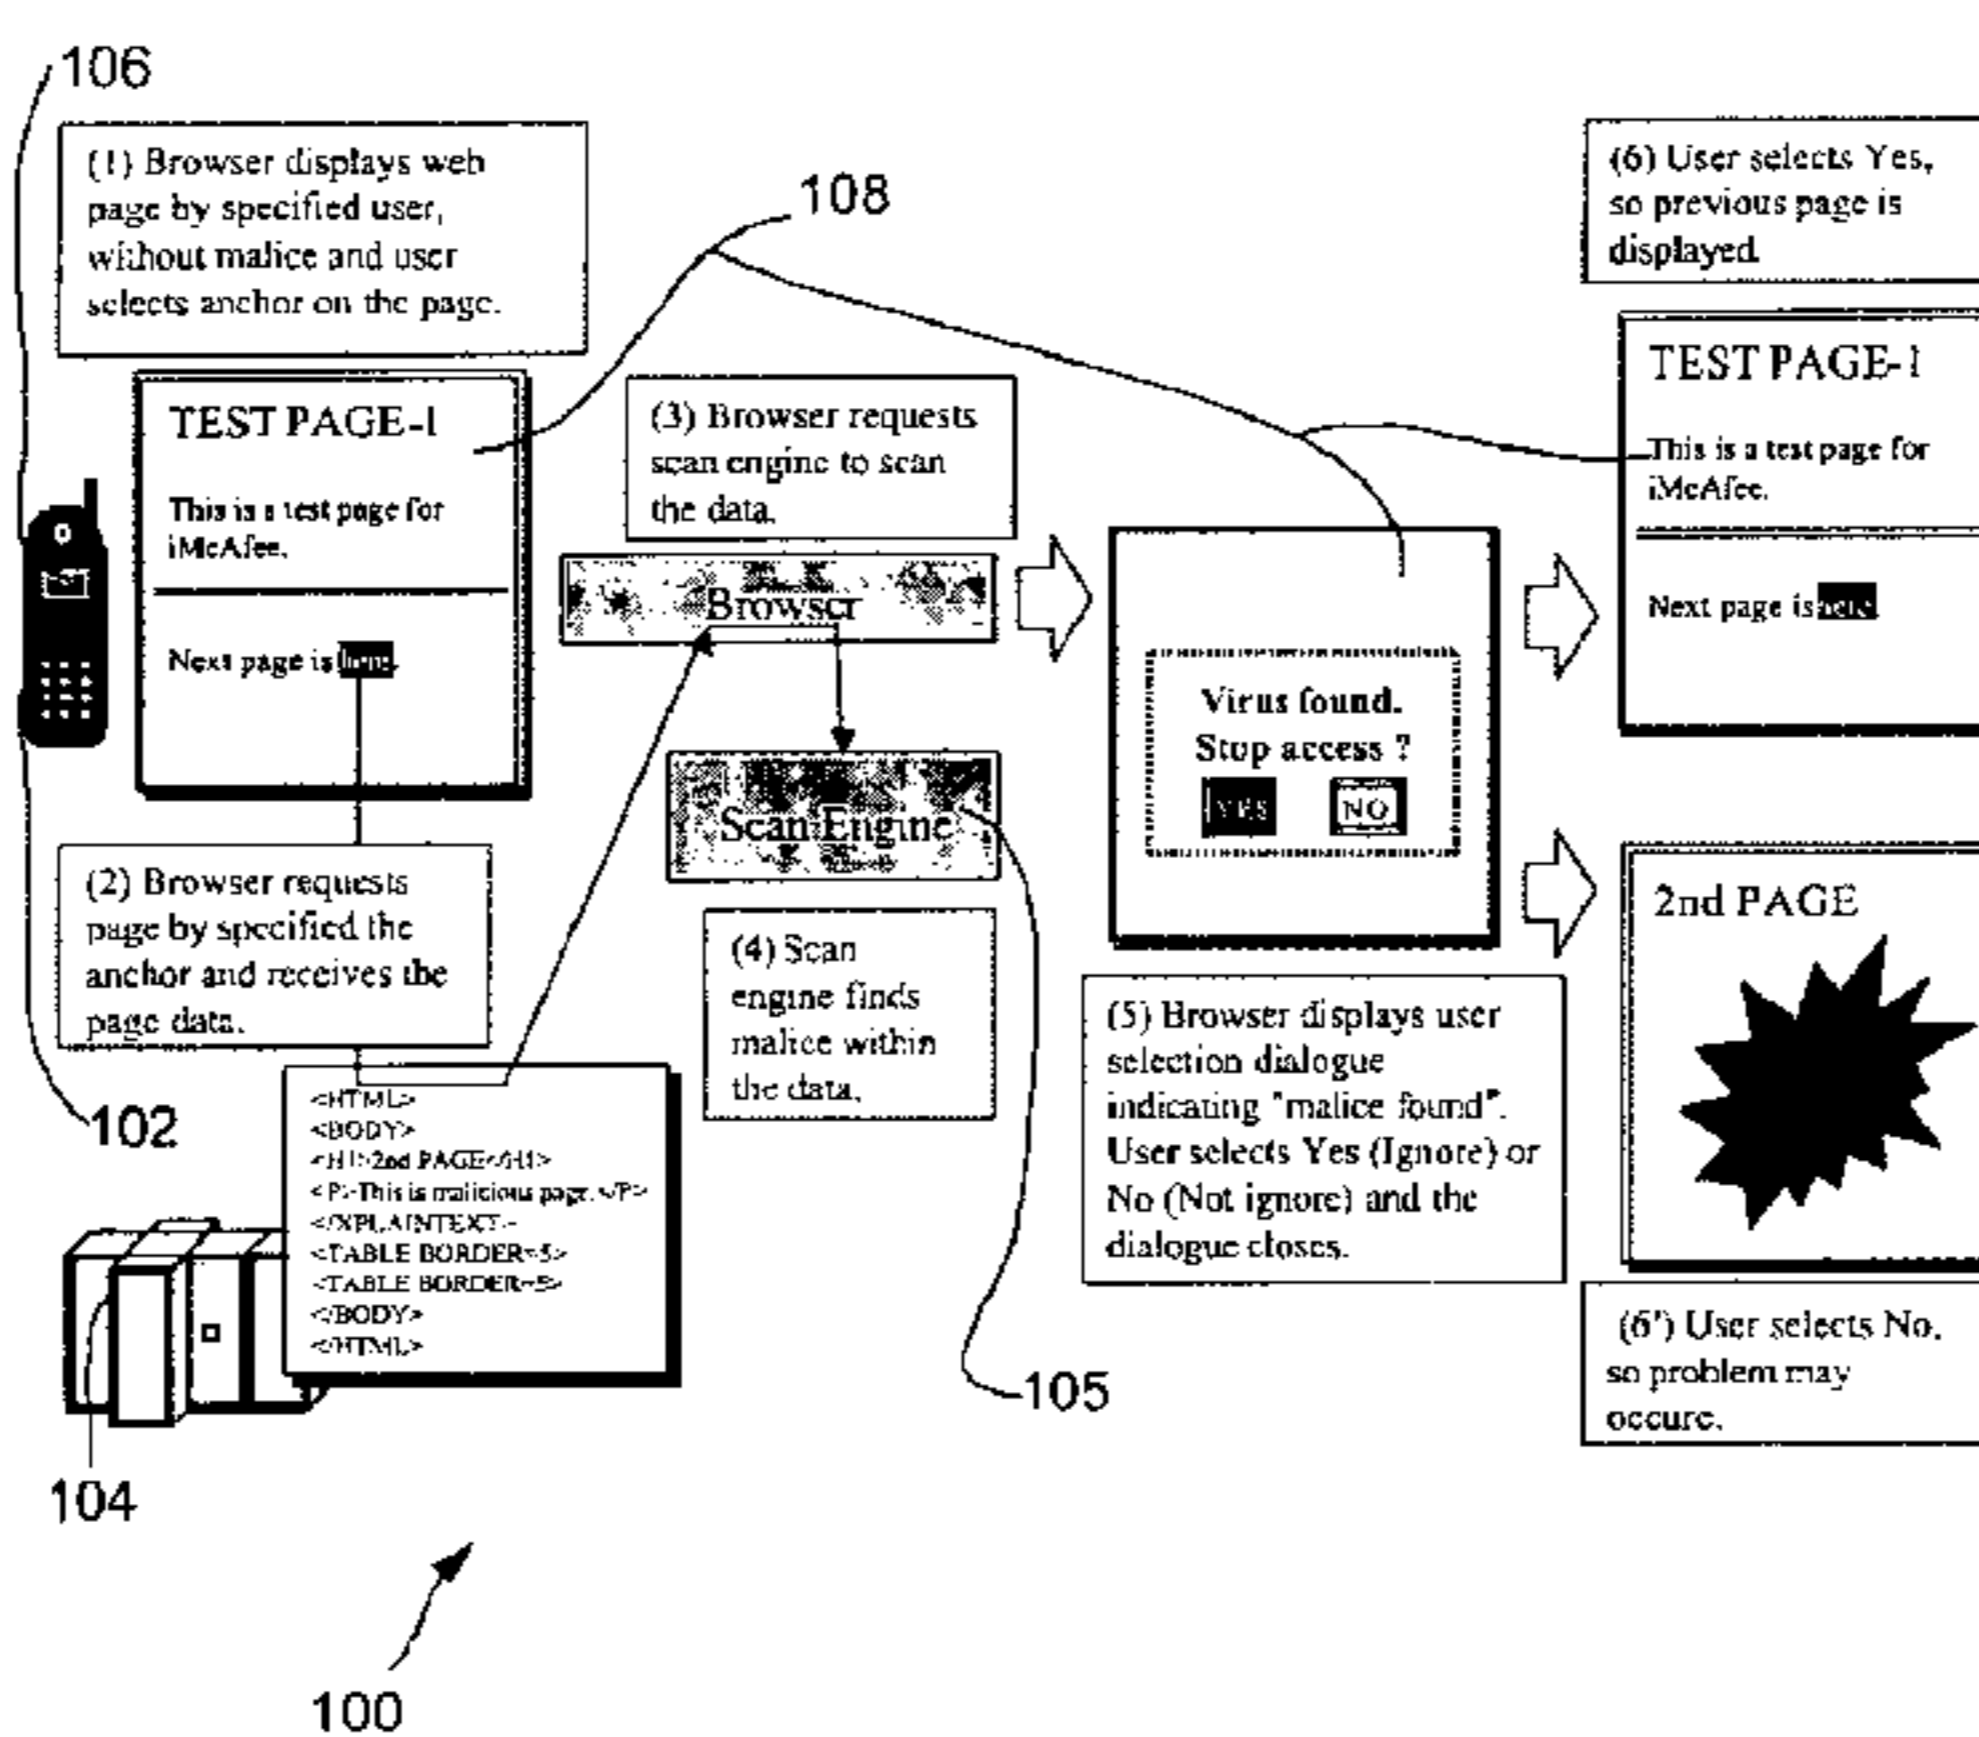 106
(1) Browser displays web
page by specified user,
without malice and user
selects anchor on the page.
TEST PAGE-1
This is a test page for
iMcAfee.
Next page is here.
102
(2) Browser requests
page by specified the
anchor and receives the
page data.
<HTML>
<BODY>
<H1>2nd PAGE</H1>
<P>This is malicious page.</P>
</XPLAINTEXT>
<TABLE BORDER=5>
<TABLE BORDER=5>
</BODY>
</HTML>
104
100
108
(3) Browser requests
scan engine to scan
the data.
Browser
Scan Engine
(4) Scan
engine finds
malice within
the data.
105
Virus found.
Stop access ?
YES
NO
(5) Browser displays user
selection dialogue
indicating "malice found".
User selects Yes (Ignore) or
No (Not ignore) and the
dialogue closes.
(6) User selects Yes,
so previous page is
displayed.
TEST PAGE-1
This is a test page for
iMcAfee.
Next page is here.
2nd PAGE
(6') User selects No,
so problem may
occure.